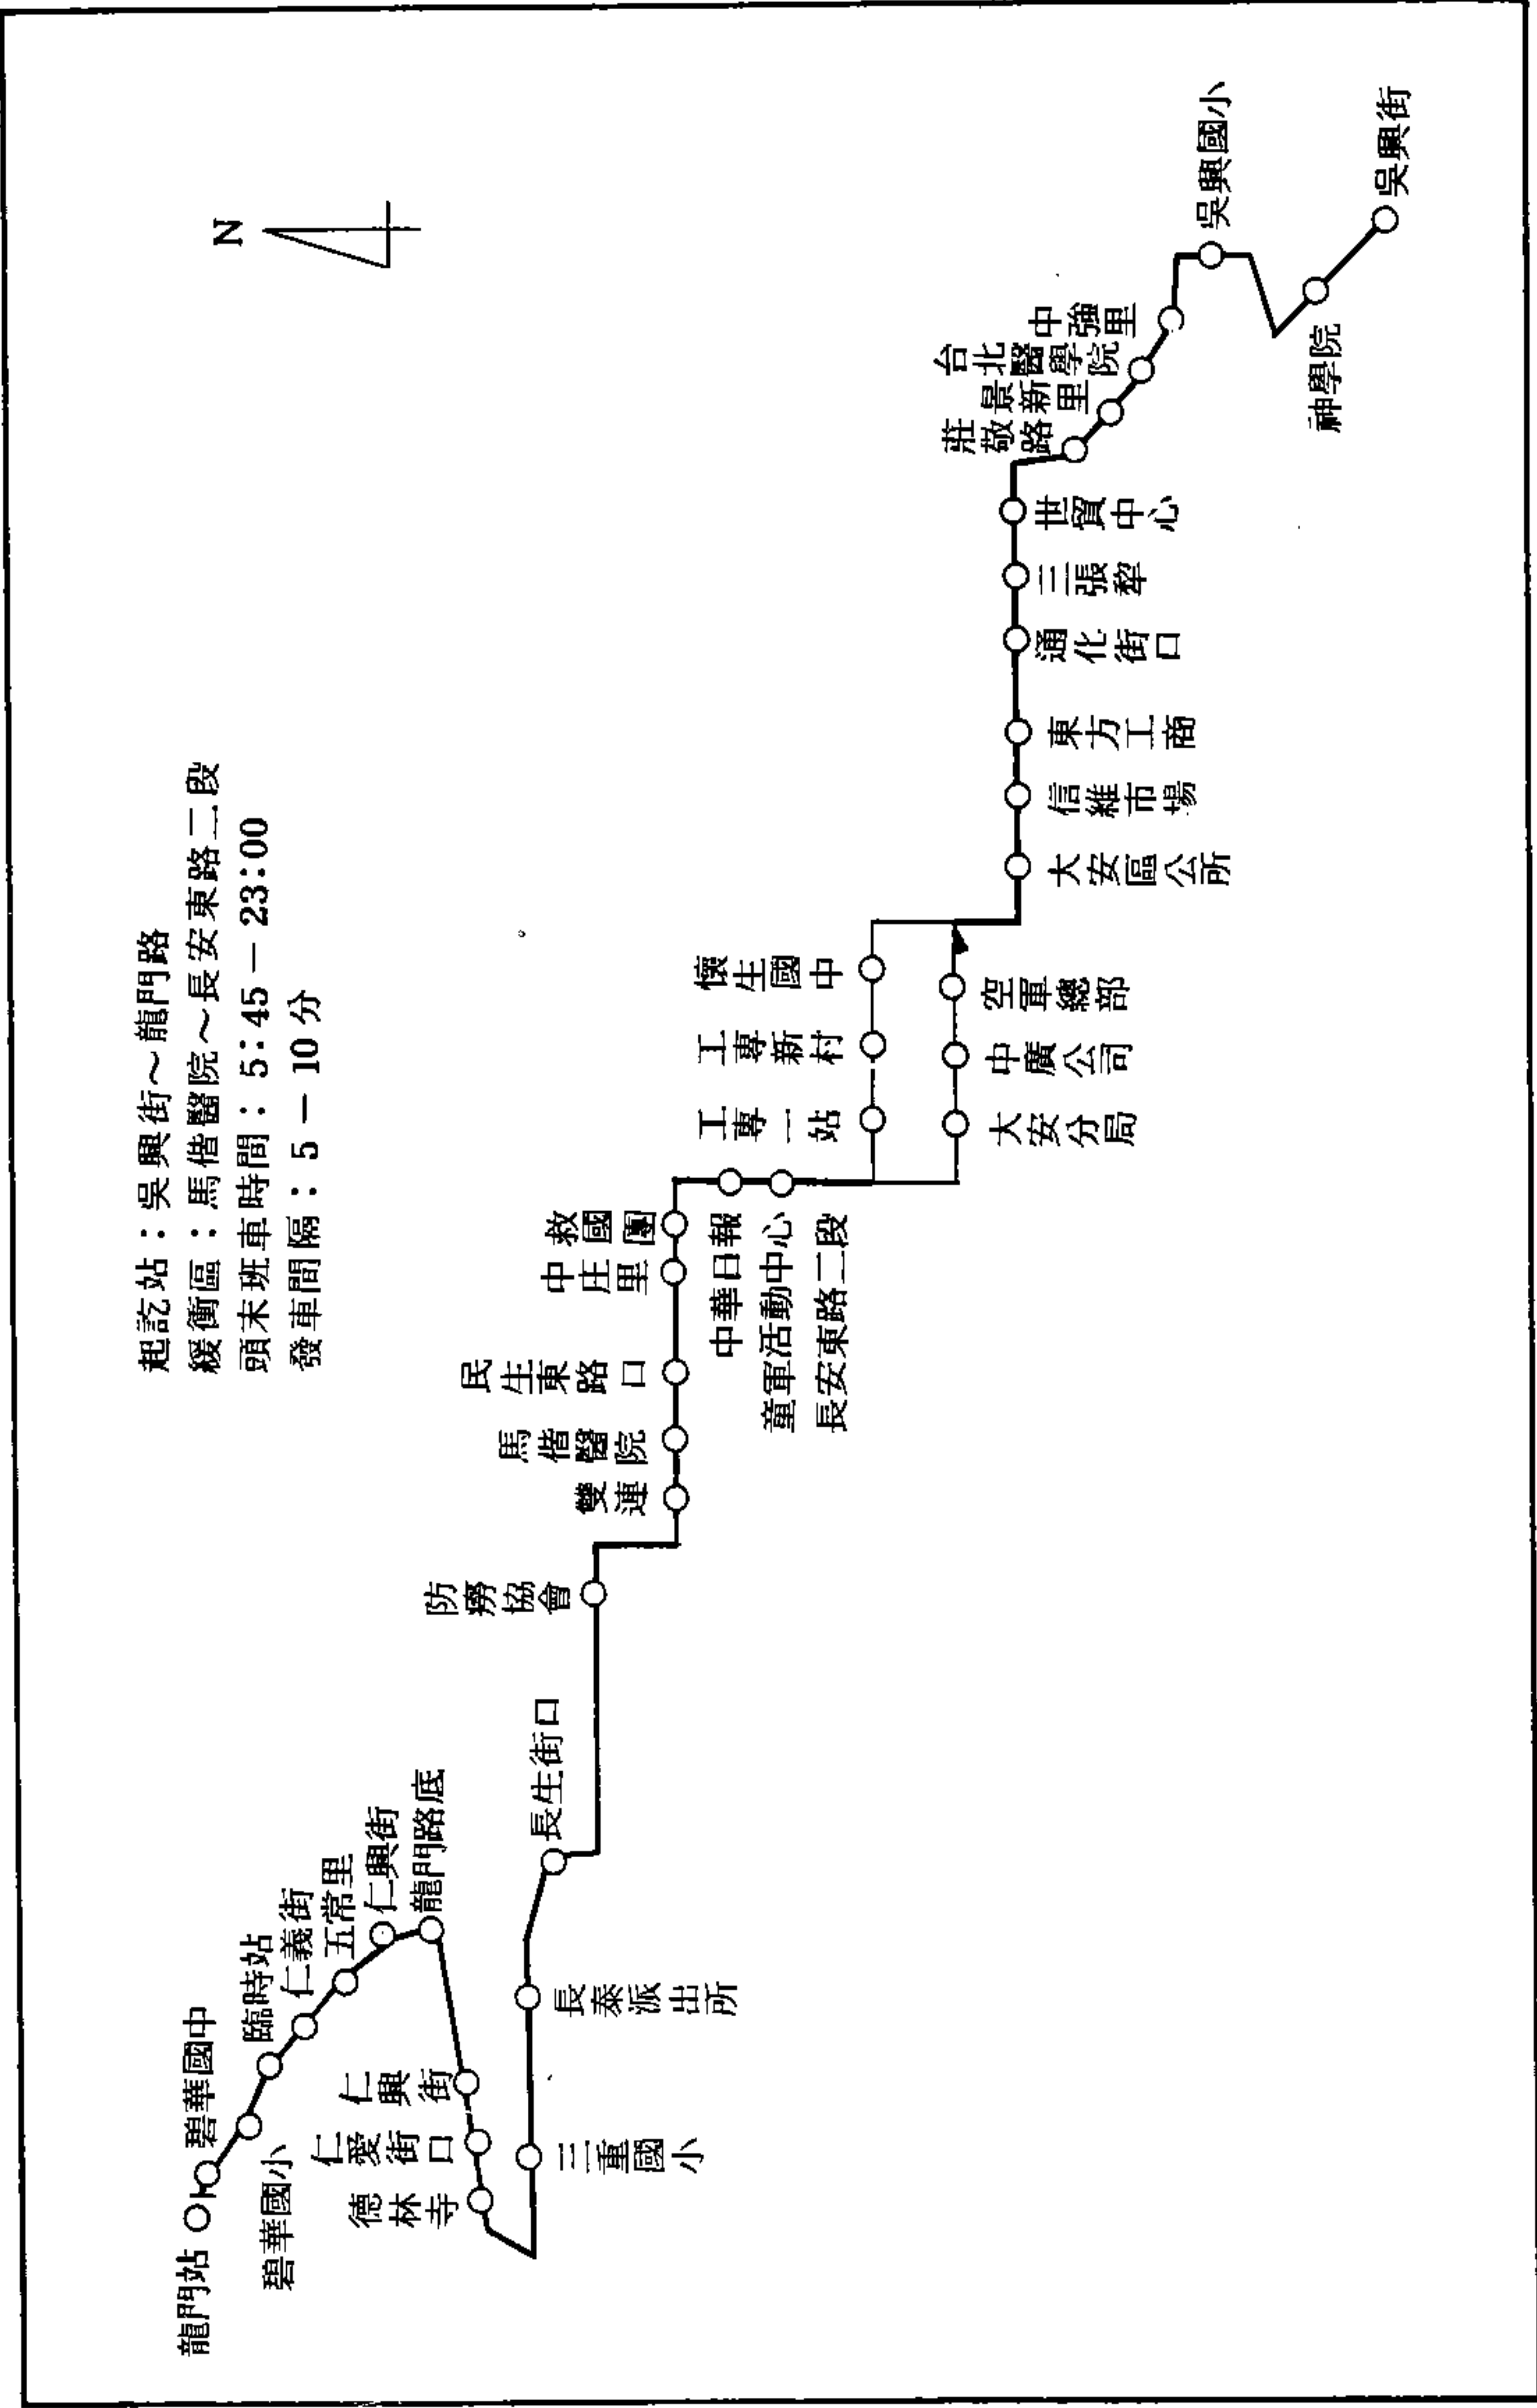 起訖站：吳興街～龍門路
緩衝區：馬偕醫院～長安東路二段
頭末班車時間：5:45－23:00
發車間隔：5－10分
N
龍門站
碧華國中
碧華國小
臨時站
仁義街
五常里
仁興街
龍門路底
仁興街
仁愛街口
德林寺
三重國小
長泰派出所
長生街口
防癆協會
雙連
馬偕醫院
民生東路口
中庄里
救國團
中華日報
童軍活動中心
長安東路二段
工專一站
工專新村
懷生國中
大安分局
中廣公司
空軍總部
大安區公所
信維市場
東方工商
通化街口
三張犂
世貿中心
莊敬路
景新里
台北醫學院
中強里
吳興國小
神學院
吳興街